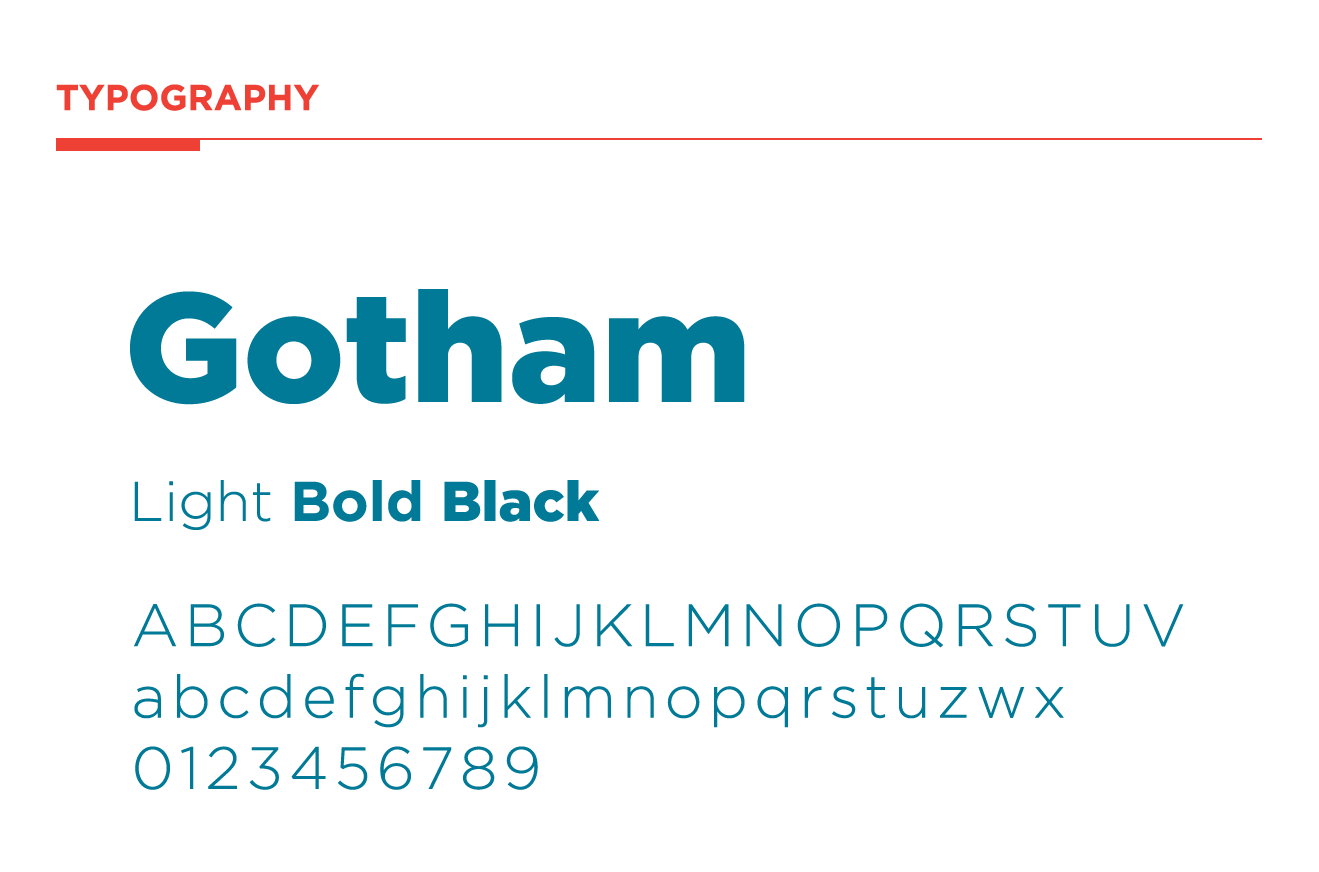 TYPOGRAPHY
Gotham
Light Bold Black
ABCDEFGHIJKLMNOPQRSTUV
abcdefghijklmnopqrstuzwx
0123456789